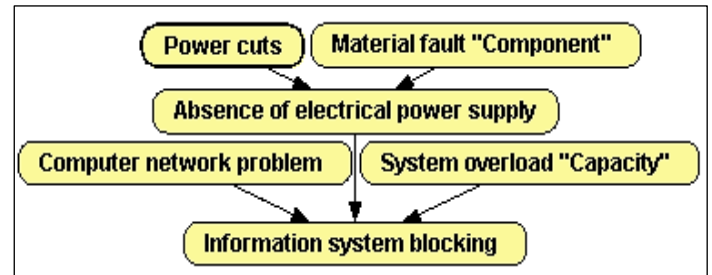 Power cuts
Material fault "Component"
Absence of electrical power supply
Computer network problem
System overload "Capacity"
Information system blocking